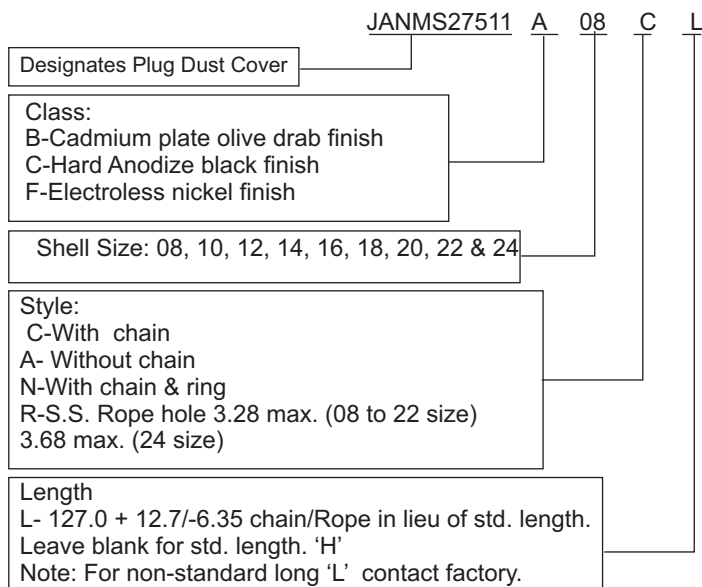 JANMS27511 A 08 C L
Designates Plug Dust Cover
Class:
B-Cadmium plate olive drab finish
C-Hard Anodize black finish
F-Electroless nickel finish
Shell Size: 08, 10, 12, 14, 16, 18, 20, 22 & 24
Style:
C-With chain
A- Without chain
N-With chain & ring
R-S.S. Rope hole 3.28 max. (08 to 22 size)
3.68 max. (24 size)
Length
L- 127.0 + 12.7/-6.35 chain/Rope in lieu of std. length.
Leave blank for std. length. ‘H’
Note: For non-standard long ‘L’ contact factory.